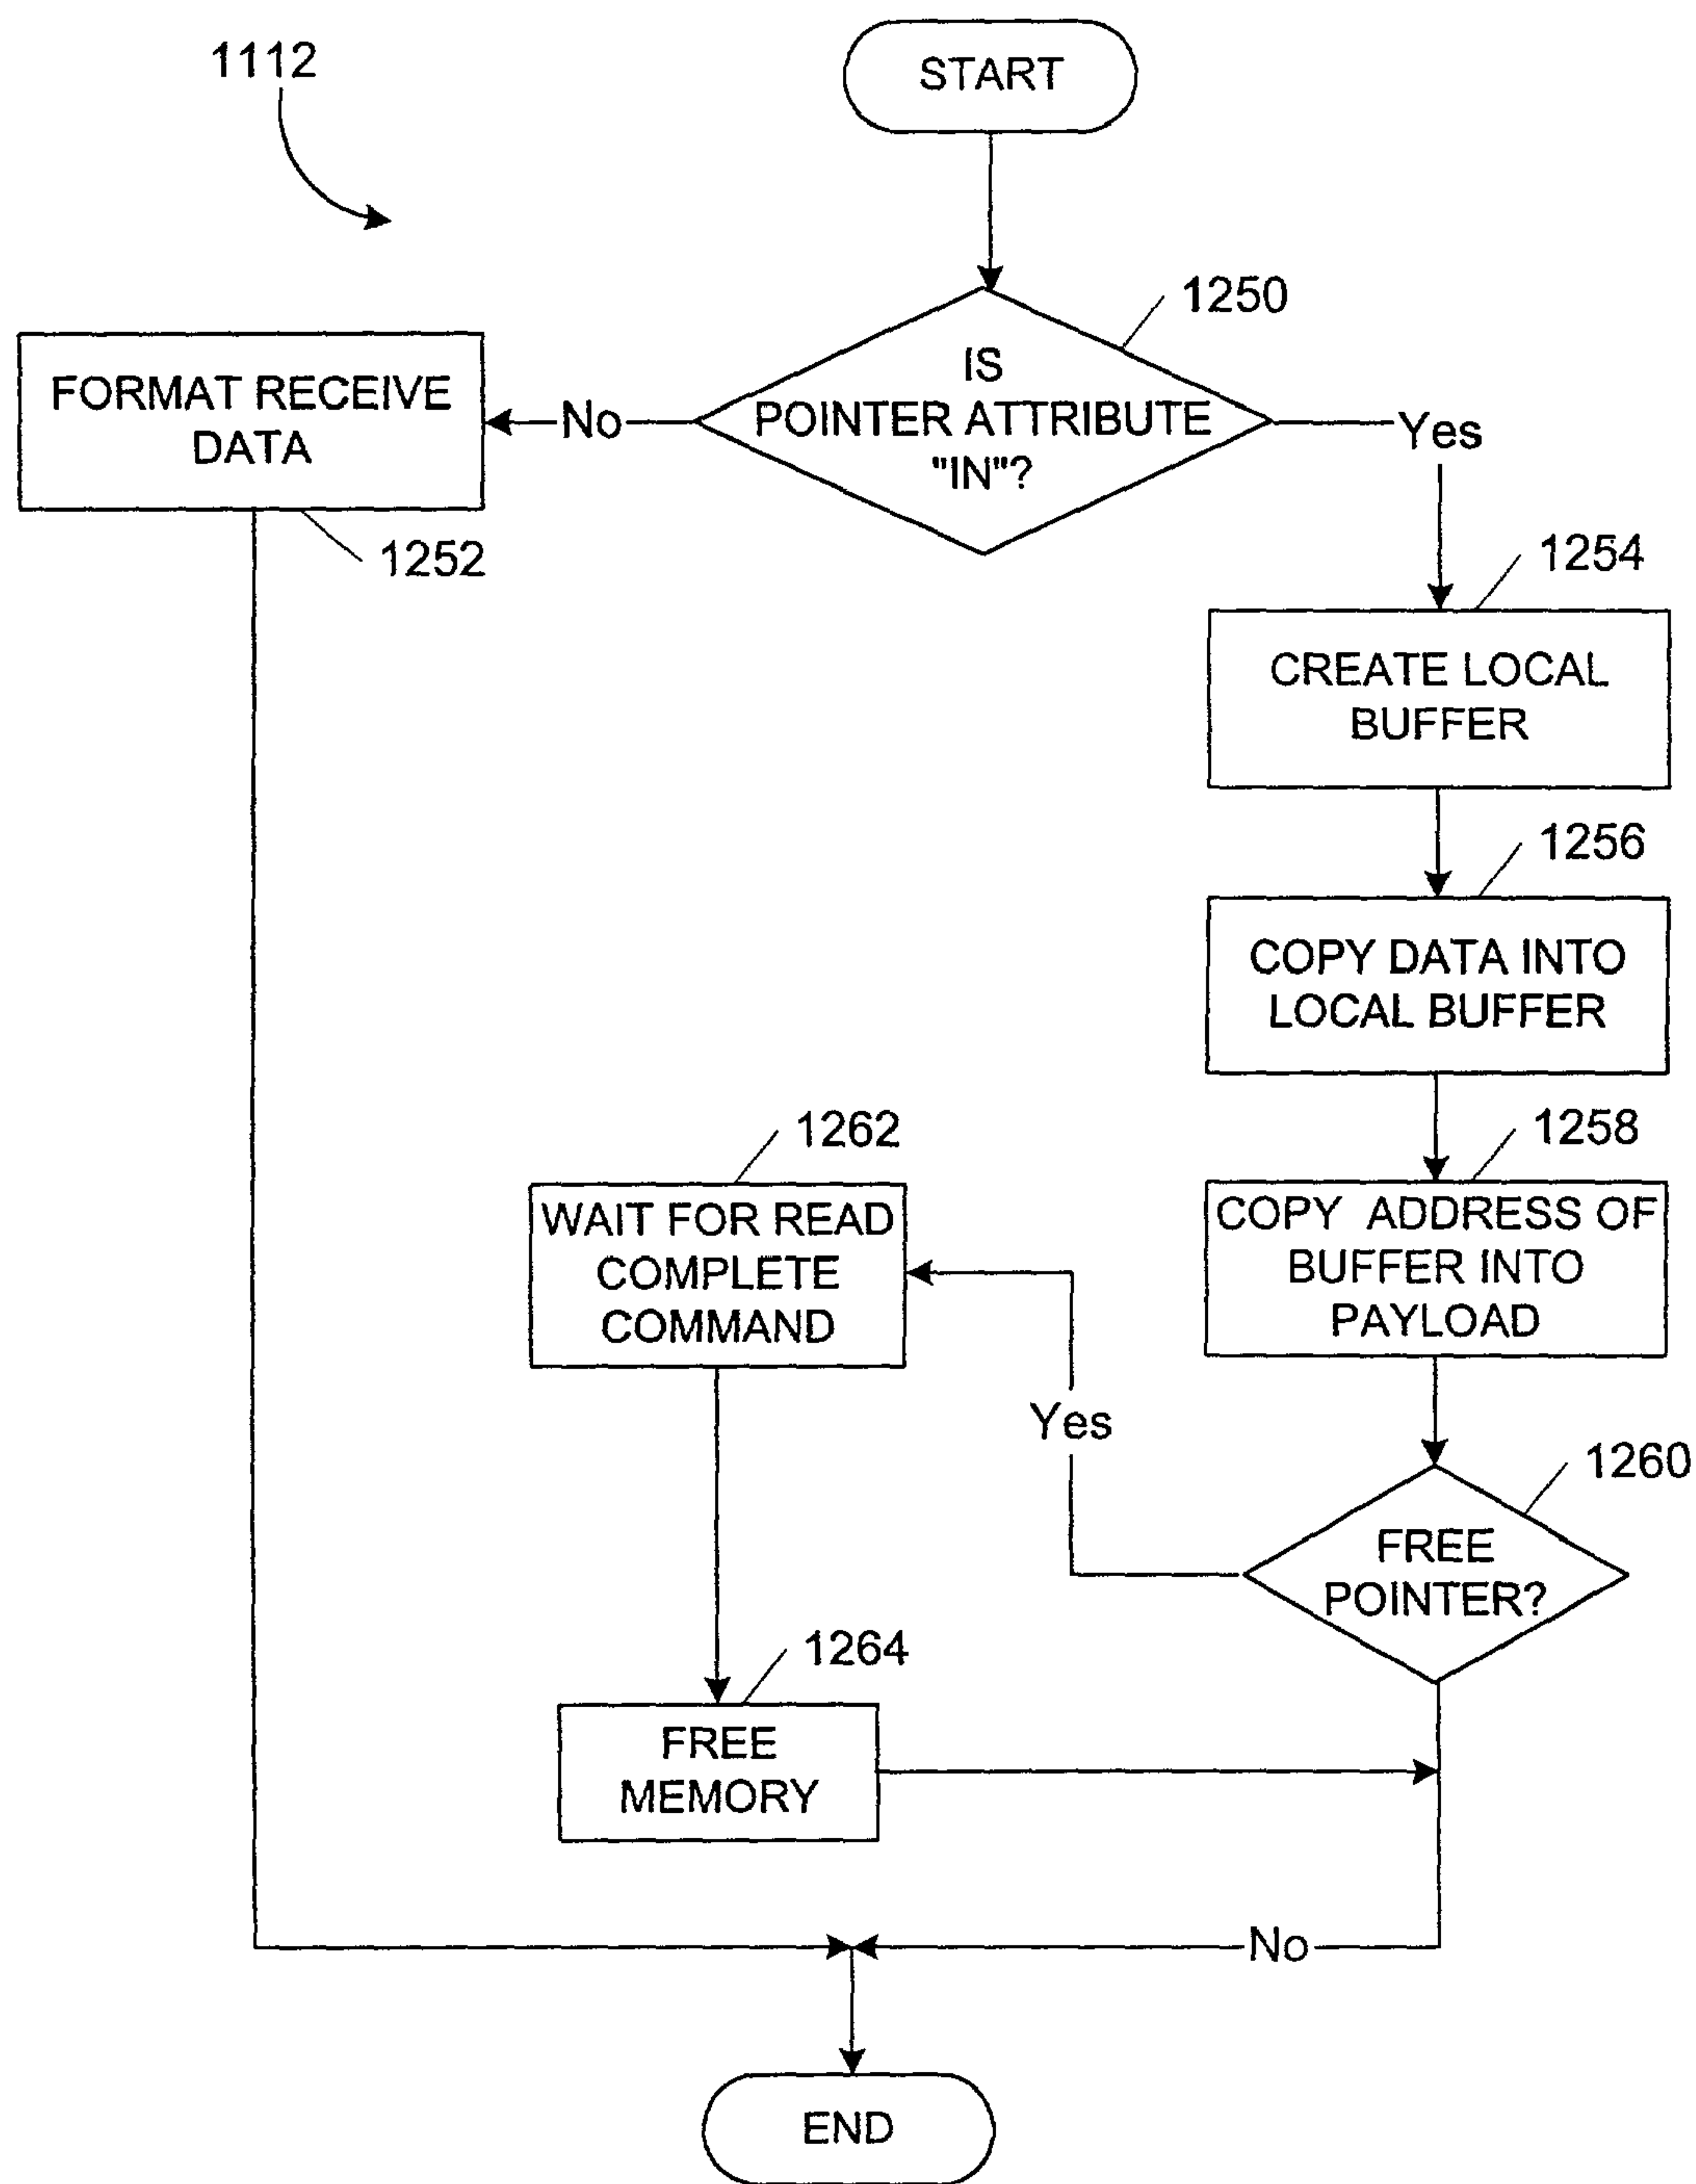 1112
START
1250
IS
POINTER ATTRIBUTE
"IN"?
No
Yes
FORMAT RECEIVE
DATA
1252
1254
CREATE LOCAL
BUFFER
1256
COPY DATA INTO
LOCAL BUFFER
1258
COPY ADDRESS OF
BUFFER INTO
PAYLOAD
1262
WAIT FOR READ
COMPLETE
COMMAND
Yes
1260
FREE
POINTER?
1264
FREE
MEMORY
No
END